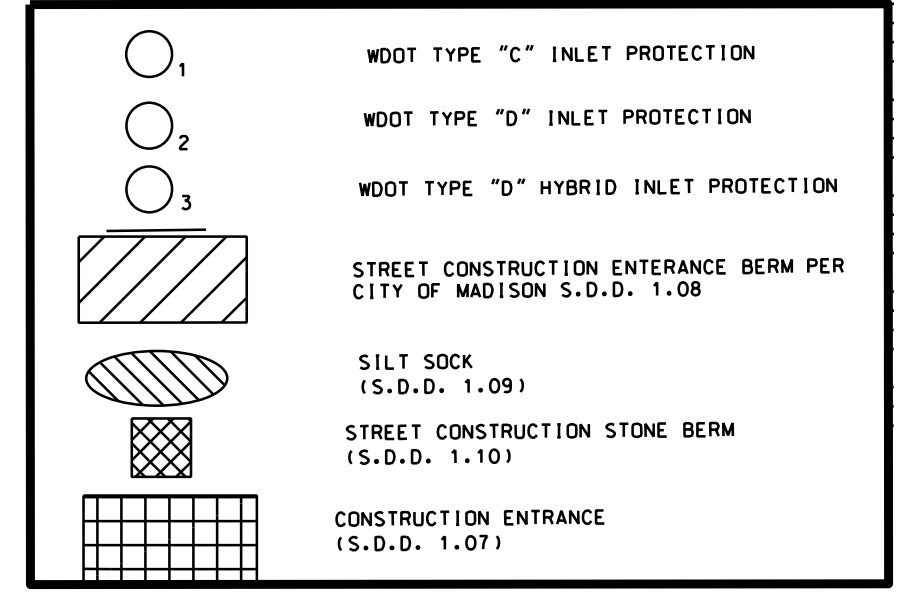 1 WDOT TYPE "C" INLET PROTECTION
2 WDOT TYPE "D" INLET PROTECTION
3 WDOT TYPE "D" HYBRID INLET PROTECTION
STREET CONSTRUCTION ENTERANCE BERM PER
CITY OF MADISON S.D.D. 1.08
SILT SOCK
(S.D.D. 1.09)
STREET CONSTRUCTION STONE BERM
(S.D.D. 1.10)
CONSTRUCTION ENTRANCE
(S.D.D. 1.07)